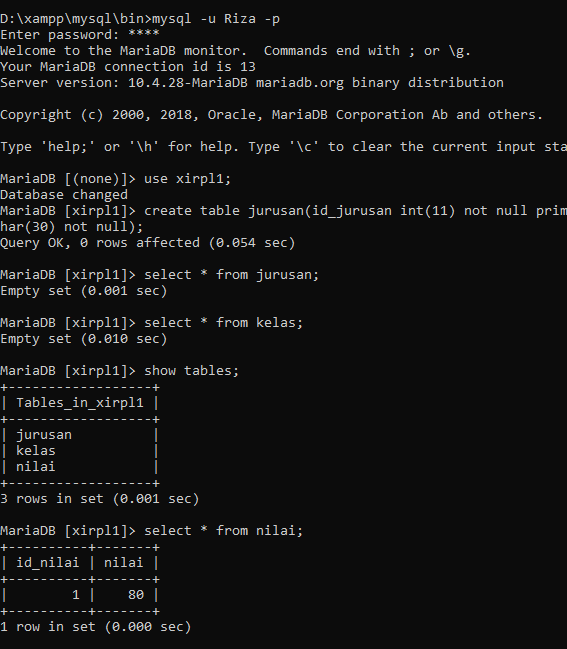 D:\xampp\mysql\bin>mysql -u Riza -p
Enter password: ****
Welcome to the MariaDB monitor.  Commands end with ; or \g.
Your MariaDB connection id is 13
Server version: 10.4.28-MariaDB mariadb.org binary distribution

Copyright (c) 2000, 2018, Oracle, MariaDB Corporation Ab and others.

Type 'help;' or '\h' for help. Type '\c' to clear the current input sta

MariaDB [(none)]> use xirpl1;
Database changed
MariaDB [xirpl1]> create table jurusan(id_jurusan int(11) not null prim
har(30) not null);
Query OK, 0 rows affected (0.054 sec)

MariaDB [xirpl1]> select * from jurusan;
Empty set (0.001 sec)

MariaDB [xirpl1]> select * from kelas;
Empty set (0.010 sec)

MariaDB [xirpl1]> show tables;
+------------------+
| Tables_in_xirpl1 |
+------------------+
| jurusan          |
| kelas            |
| nilai            |
+------------------+
3 rows in set (0.001 sec)

MariaDB [xirpl1]> select * from nilai;
+----------+-------+
| id_nilai | nilai |
+----------+-------+
|        1 |    80 |
+----------+-------+
1 row in set (0.000 sec)